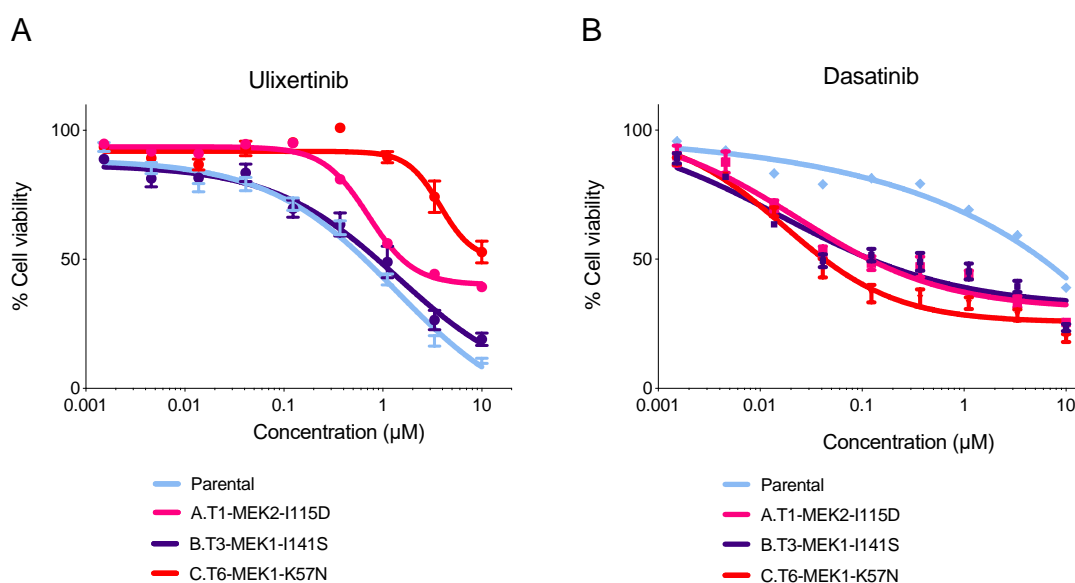 A
Ulixertinib
% Cell viability
100
50
0
0.001
0.01
0.1
1
10
Concentration (µM)
Parental
A.T1-MEK2-I115D
B.T3-MEK1-I141S
C.T6-MEK1-K57N
B
Dasatinib
% Cell viability
100
50
0
0.001
0.01
0.1
1
10
Concentration (µM)
Parental
A.T1-MEK2-I115D
B.T3-MEK1-I141S
C.T6-MEK1-K57N